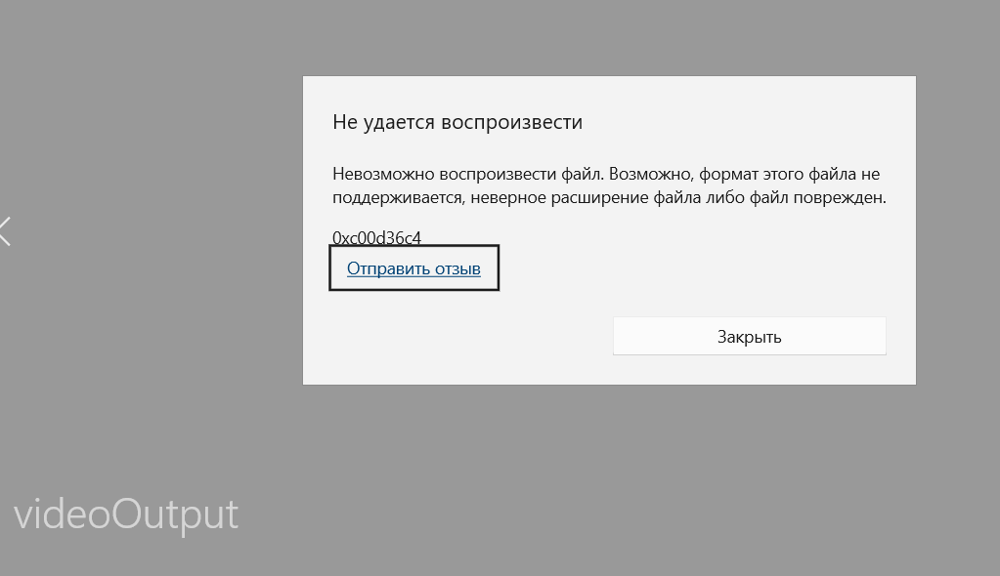 Не удается воспроизвести
Невозможно воспроизвести файл. Возможно, формат этого файла не
поддерживается, неверное расширение файла либо файл поврежден.
0xc00d36c4
Отправить отзыв
Закрыть
videoOutput